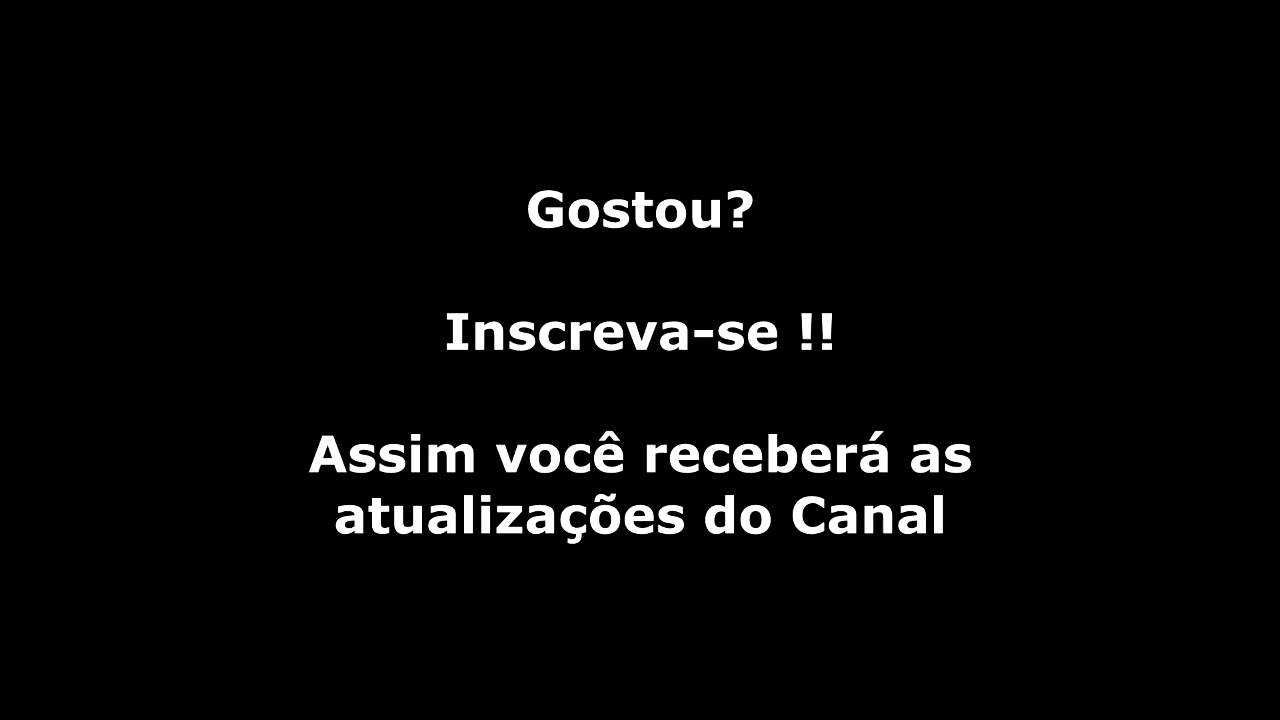 Gostou?
Inscreva-se !!
Assim você receberá as
atualizações do Canal